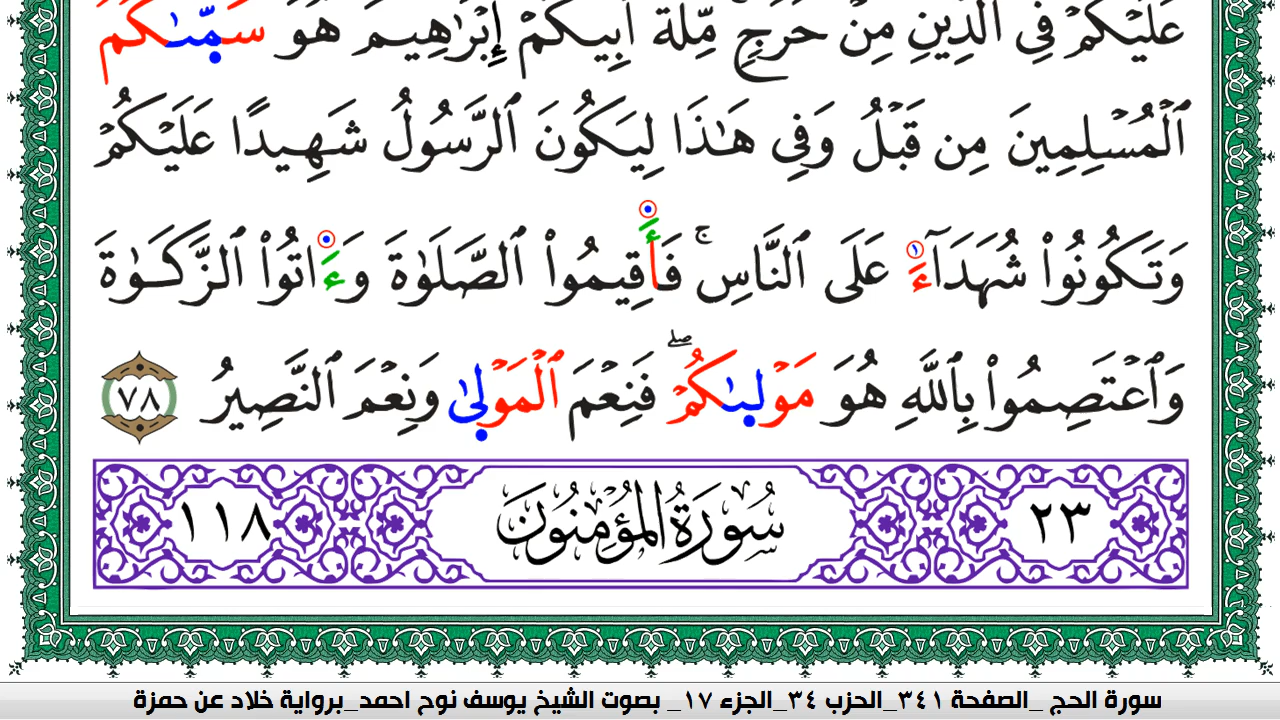 عَلَيْكُمْ فِي ٱلدِّينِ مِنْ حَرَجٍۚ مِّلَّةَ أَبِيكُمْ إِبْرَٰهِيمَ هُوَ سَمَّىٰكُمُ
ٱلْمُسْلِمِينَ مِن قَبْلُ وَفِي هَـٰذَا لِيَكُونَ ٱلرَّسُولُ شَهِيدًا عَلَيْكُمْ
وَتَكُونُوا۟ شُهَدَآءَ عَلَى ٱلنَّاسِۚ فَأَقِيمُوا۟ ٱلصَّلَوٰةَ وَءَاتُوا۟ ٱلزَّكَوٰةَ
وَٱعْتَصِمُوا۟ بِٱللَّهِ هُوَ مَوْلَىٰكُمْۖ فَنِعْمَ ٱلْمَوْلَىٰ وَنِعْمَ ٱلنَّصِيرُ ٧٨
٢٣ سُورَةُ المُؤْمِنُونَ ١١٨
سورة الحج _الصفحة ٣٤١_الحزب ٣٤_الجزء ١٧_ بصوت الشيخ يوسف نوح احمد_برواية خلاد عن حمزة